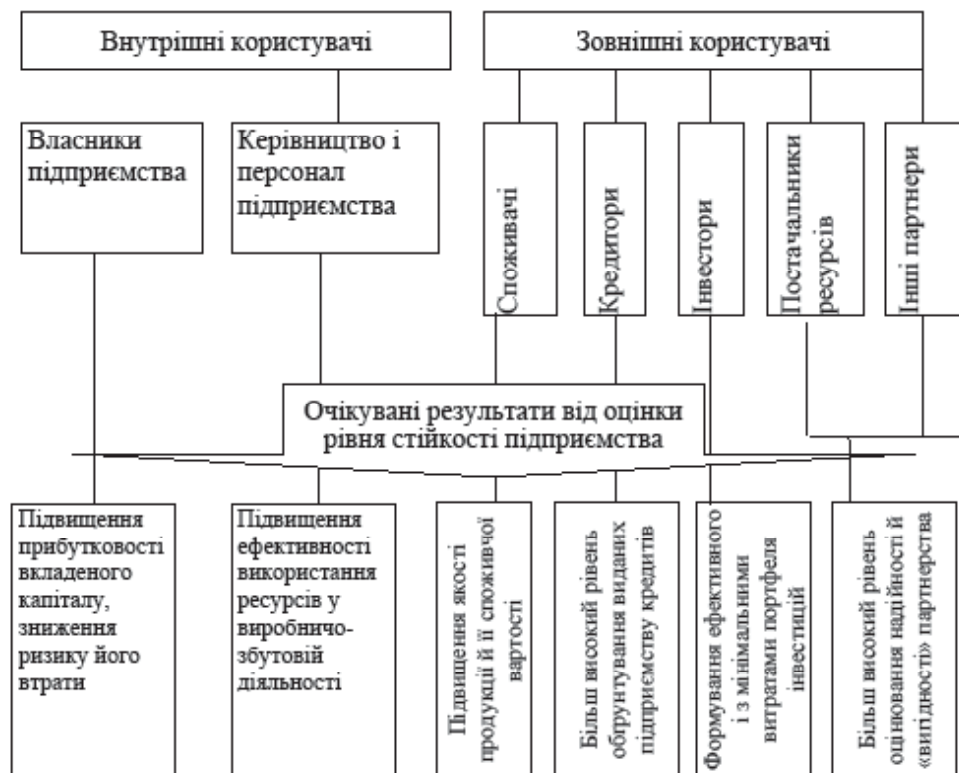 Внутрішні користувачі
Зовнішні користувачі
Власники
підприємства
Керівництво і
персонал
підприємства
Споживачі
Кредитори
Інвестори
Постачальники
ресурсів
Інші партнери
Очікувані результати від оцінки
рівня стійкості підприємства
Підвищення
прибутковості
вкладеного
капіталу,
зниження
ризику його
втрати
Підвищення
ефективності
використання
ресурсів у
виробничо-
збутовій
діяльності
Підвищення якості
продукції й її споживчої
вартості
Більш високий рівень
обгрунтування виданих
підприємству кредитів
Формування ефективного
і з мінімальними
витратами портфеля
інвестицій
Більш високий рівень
оцінювання надійності й
«вигідності» партнерства